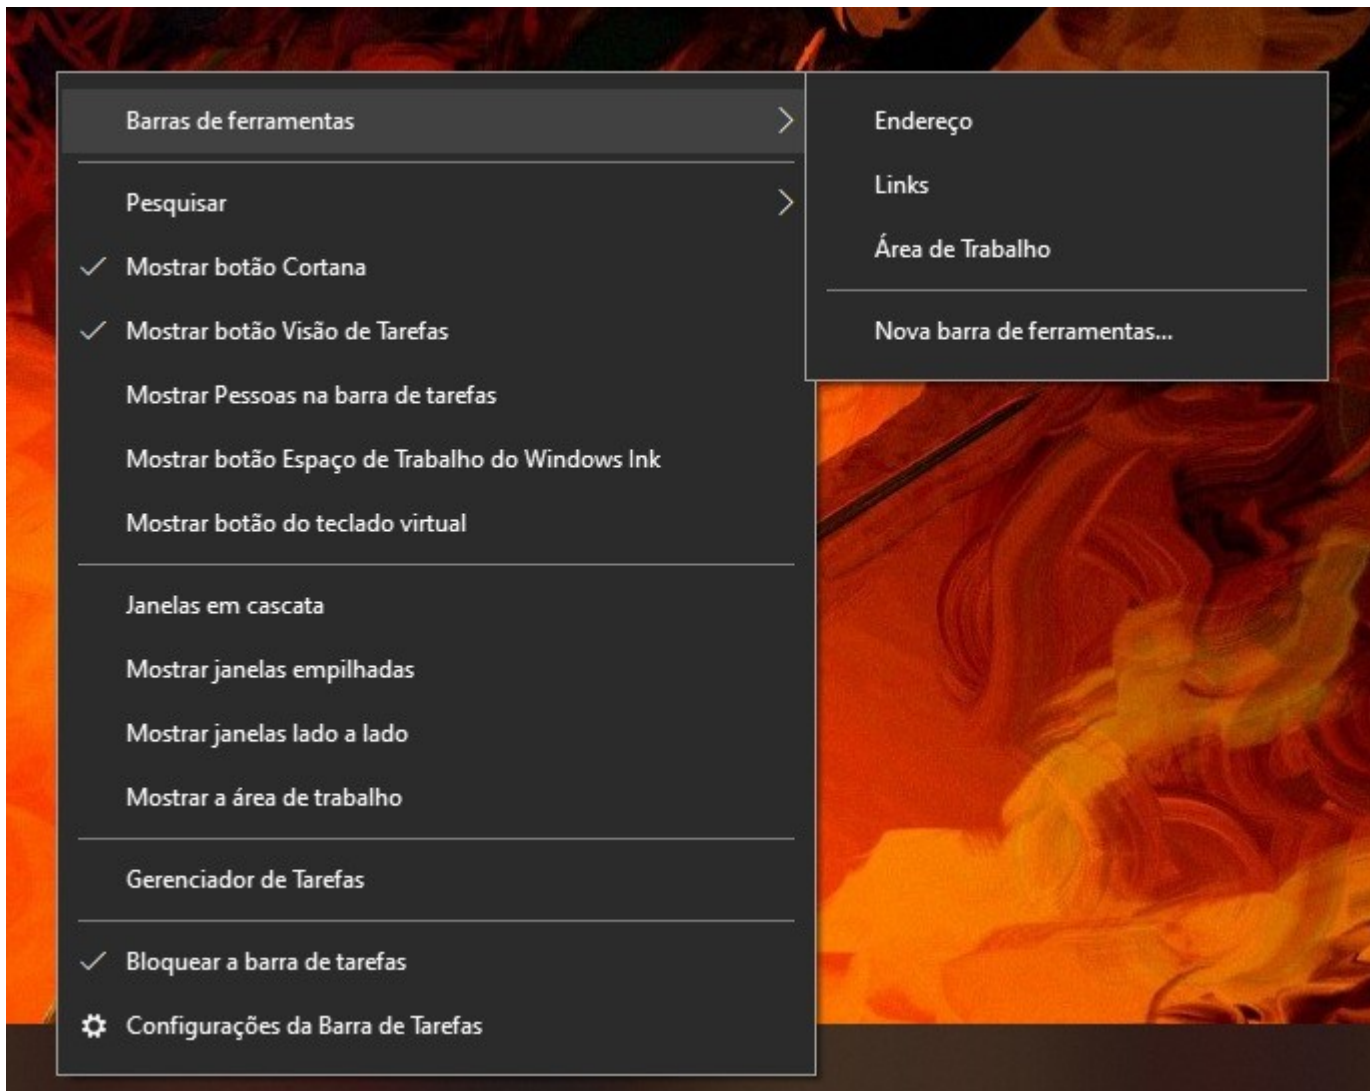 Barras de ferramentas
Pesquisar
Mostrar botão Cortana
Mostrar botão Visão de Tarefas
Mostrar Pessoas na barra de tarefas
Mostrar botão Espaço de Trabalho do Windows Ink
Mostrar botão do teclado virtual
Janelas em cascata
Mostrar janelas empilhadas
Mostrar janelas lado a lado
Mostrar a área de trabalho
Gerenciador de Tarefas
Bloquear a barra de tarefas
Configurações da Barra de Tarefas
Endereço
Links
Área de Trabalho
Nova barra de ferramentas...